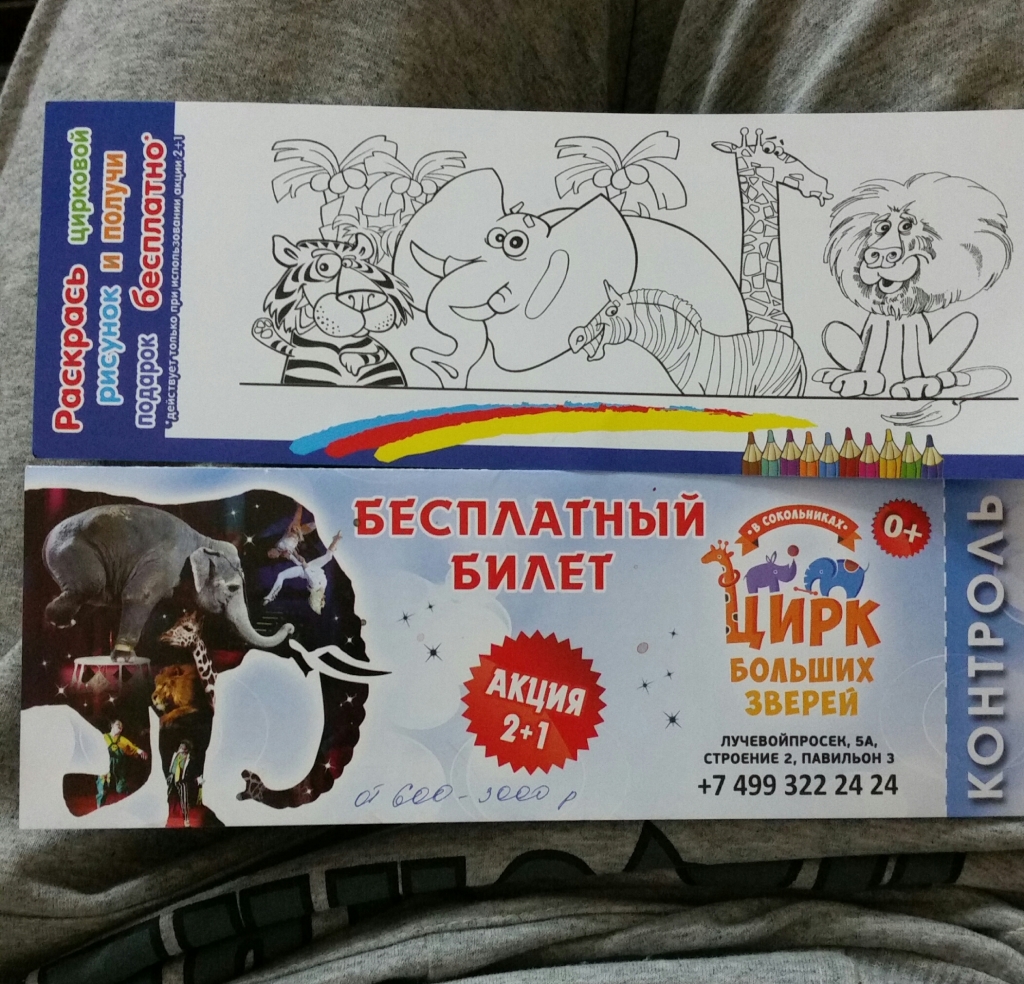 Раскрась цирковой
рисунок и получи
подарок бесплатно*
*действует только при использовании акции 2+1
БЕСПЛАТНЫЙ
БИЛЕТ
АКЦИЯ
2+1
от 600-3000 р
В СОКОЛЬНИКАХ
0+
ЦИРК
БОЛЬШИХ
ЗВЕРЕЙ
ЛУЧЕВОЙПРОСЕК, 5А,
СТРОЕНИЕ 2, ПАВИЛЬОН 3
+7 499 322 24 24
КОНТРОЛЬ